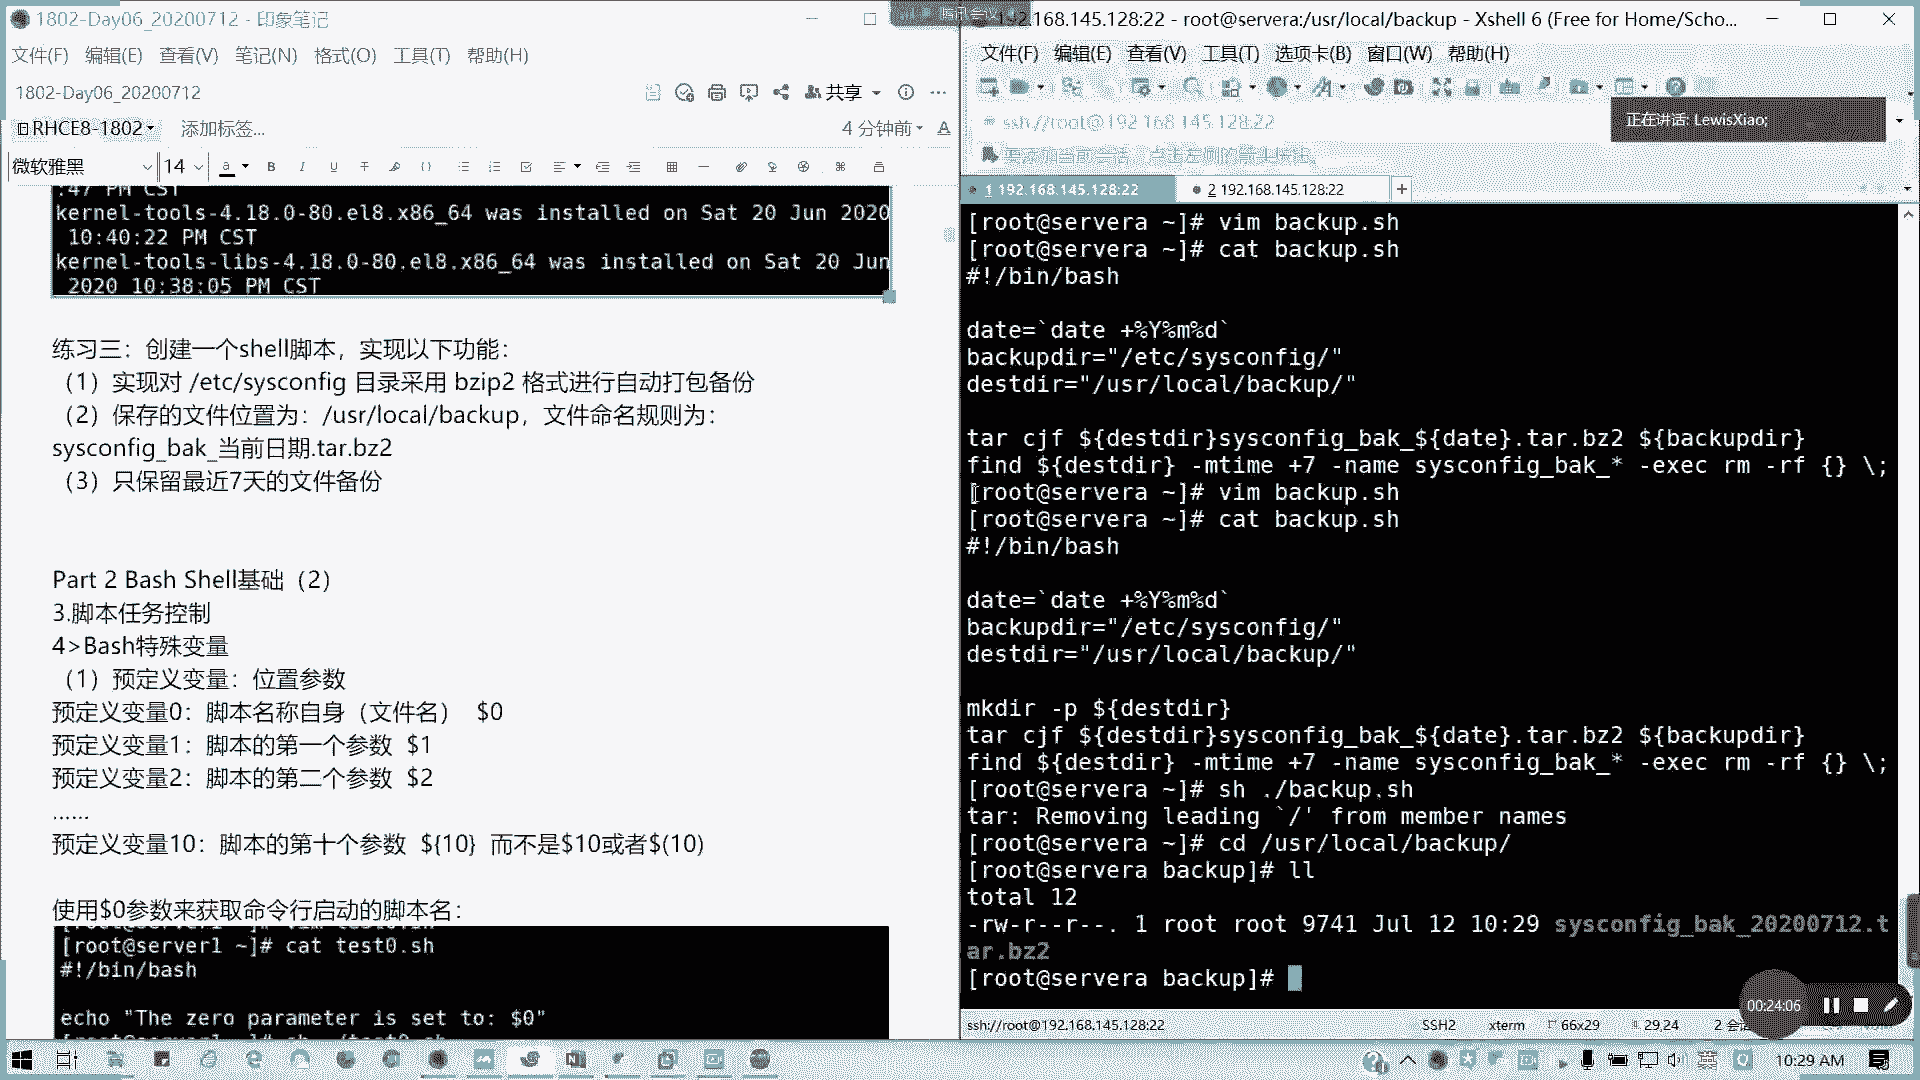 1802-Day06_20200712 - 印象笔记
文件(F) 编辑(E) 查看(V) 笔记(N) 格式(O) 工具(T) 帮助(H)
1802-Day06_20200712
共享
RHCE8-1802 添加标签...
4 分钟前
微软雅黑 14
:47 PM CST
kernel-tools-4.18.0-80.el8.x86_64 was installed on Sat 20 Jun 2020
10:40:22 PM CST
kernel-tools-libs-4.18.0-80.el8.x86_64 was installed on Sat 20 Jun
2020 10:38:05 PM CST
练习三：创建一个shell脚本，实现以下功能：
（1）实现对 /etc/sysconfig 目录采用 bzip2 格式进行自动打包备份
（2）保存的文件位置为：/usr/local/backup，文件命名规则为：
sysconfig_bak_当前日期.tar.bz2
（3）只保留最近7天的文件备份
Part 2 Bash Shell基础（2）
3.脚本任务控制
4>Bash特殊变量
（1）预定义变量：位置参数
预定义变量0：脚本名称自身（文件名） $0
预定义变量1：脚本的第一个参数 $1
预定义变量2：脚本的第二个参数 $2
......
预定义变量10：脚本的第十个参数 ${10} 而不是$10或者$(10)
使用$0参数来获取命令行启动的脚本名：
[root@server1 ~]# cat test0.sh
#!/bin/bash
echo "The zero parameter is set to: $0"
腾讯会议
.168.145.128:22 - root@servera:/usr/local/backup - Xshell 6 (Free for Home/Scho...
文件(F) 编辑(E) 查看(V) 工具(T) 选项卡(B) 窗口(W) 帮助(H)
ssh://root@192.168.145.128:22
正在讲话: LewisXiao;
要添加当前会话，点击左侧的箭头按钮。
1 192.168.145.128:22
2 192.168.145.128:22
[root@servera ~]# vim backup.sh
[root@servera ~]# cat backup.sh
#!/bin/bash
date=`date +%Y%m%d`
backupdir="/etc/sysconfig/"
destdir="/usr/local/backup/"
tar cjf ${destdir}sysconfig_bak_${date}.tar.bz2 ${backupdir}
find ${destdir} -mtime +7 -name sysconfig_bak_* -exec rm -rf {} \;
[root@servera ~]# vim backup.sh
[root@servera ~]# cat backup.sh
#!/bin/bash
date=`date +%Y%m%d`
backupdir="/etc/sysconfig/"
destdir="/usr/local/backup/"
mkdir -p ${destdir}
tar cjf ${destdir}sysconfig_bak_${date}.tar.bz2 ${backupdir}
find ${destdir} -mtime +7 -name sysconfig_bak_* -exec rm -rf {} \;
[root@servera ~]# sh ./backup.sh
tar: Removing leading `/' from member names
[root@servera ~]# cd /usr/local/backup/
[root@servera backup]# ll
total 12
-rw-r--r--. 1 root root 9741 Jul 12 10:29 sysconfig_bak_20200712.t
ar.bz2
[root@servera backup]#
00:24:06
ssh://root@192.168.145.128:22 SSH2 xterm 66x29 29,24 2 会
英
10:29 AM